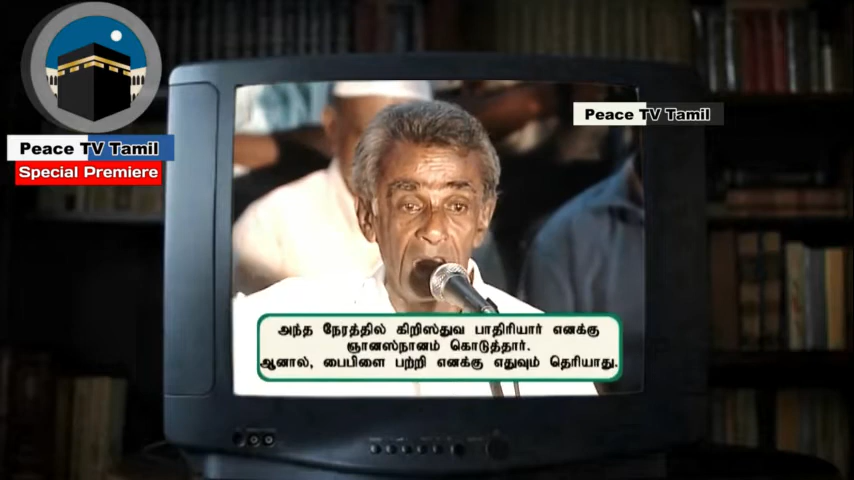 Peace TV Tamil
Special Premiere
Peace TV Tamil
அந்த நேரத்தில் கிறிஸ்துவ பாதிரியார் எனக்கு
ஞானஸ்நானம் கொடுத்தார்.
ஆனால், பைபிளை பற்றி எனக்கு எதுவும் தெரியாது.